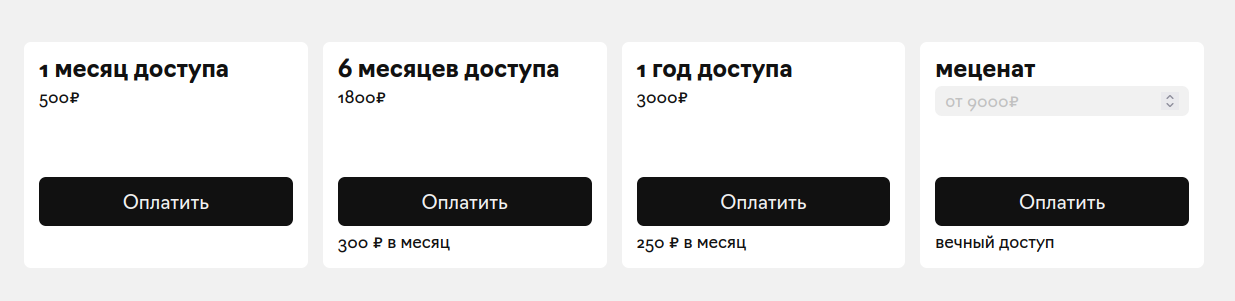 1 месяц доступа
500₽
Оплатить
6 месяцев доступа
1800₽
Оплатить
300 ₽ в месяц
1 год доступа
3000₽
Оплатить
250 ₽ в месяц
меценат
от 9000₽
Оплатить
вечный доступ